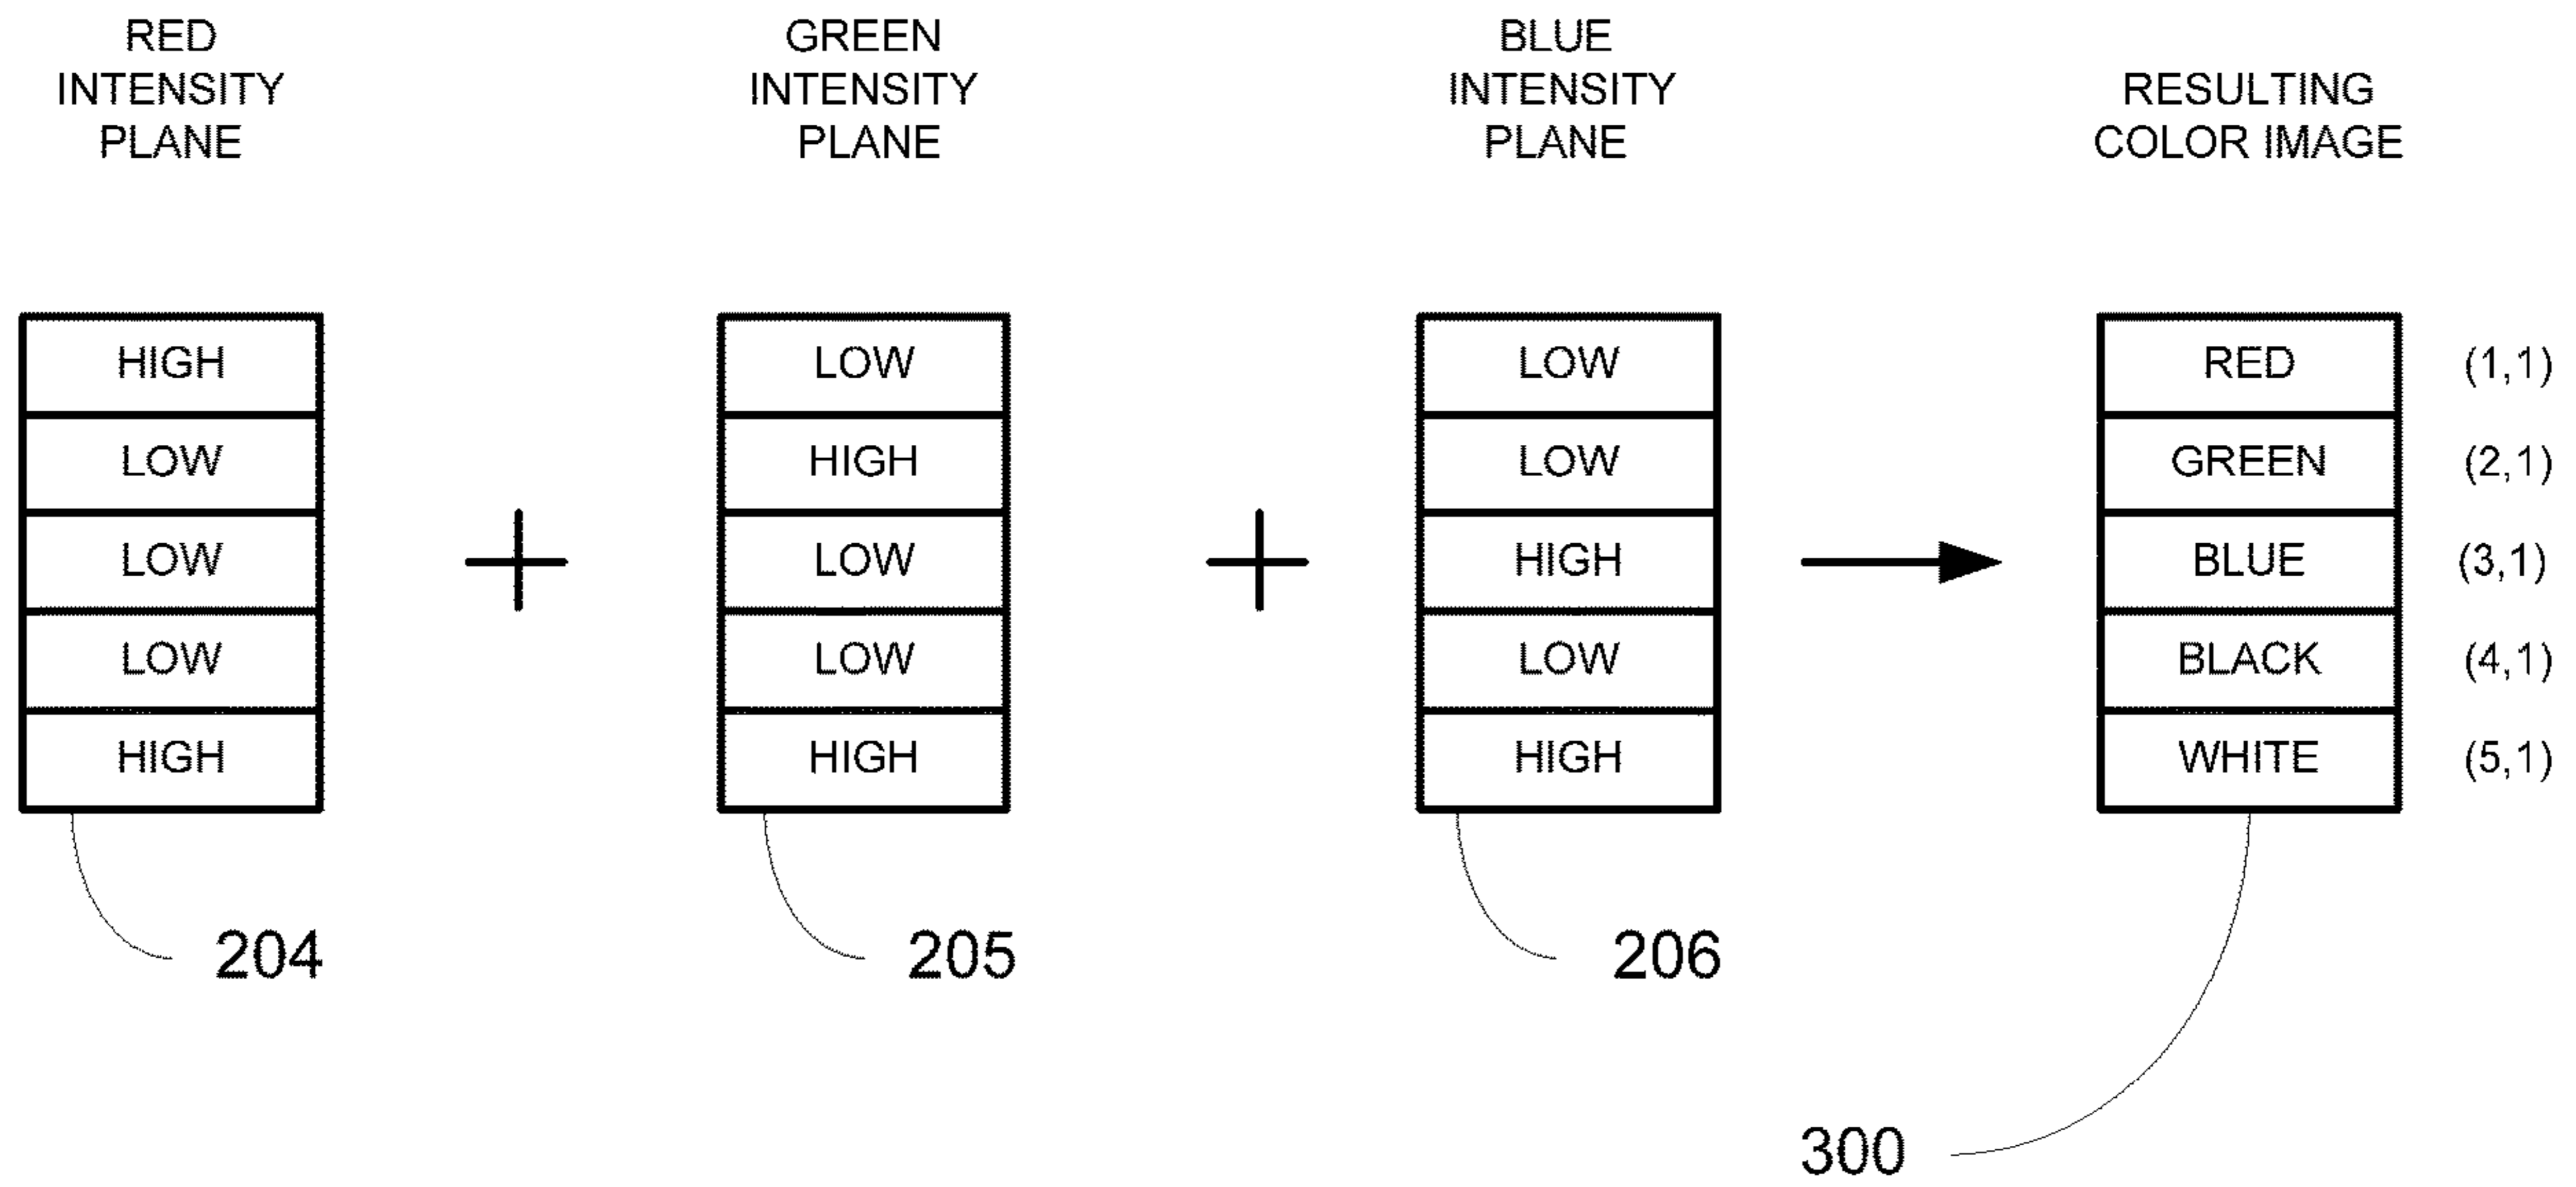 RED
INTENSITY
PLANE
GREEN
INTENSITY
PLANE
BLUE
INTENSITY
PLANE
RESULTING
COLOR IMAGE
HIGH
LOW
LOW
LOW
HIGH
204
LOW
HIGH
LOW
LOW
HIGH
205
LOW
LOW
HIGH
LOW
HIGH
206
RED (1,1)
GREEN (2,1)
BLUE (3,1)
BLACK (4,1)
WHITE (5,1)
300